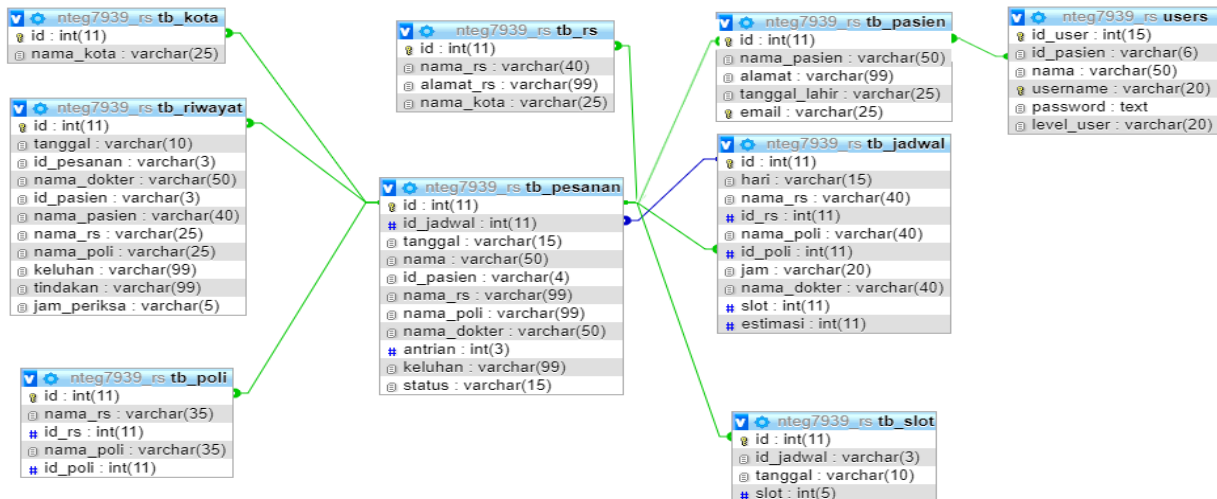 nteg7939_rs tb_kota
id : int(11)
nama_kota : varchar(25)
nteg7939_rs tb_riwayat
id : int(11)
tanggal : varchar(10)
id_pesanan : varchar(3)
nama_dokter : varchar(50)
id_pasien : varchar(3)
nama_pasien : varchar(40)
nama_rs : varchar(25)
nama_poli : varchar(25)
keluhan : varchar(99)
tindakan : varchar(99)
jam_periksa : varchar(5)
nteg7939_rs tb_poli
id : int(11)
nama_rs : varchar(35)
id_rs : int(11)
nama_poli : varchar(35)
id_poli : int(11)
nteg7939_rs tb_rs
id : int(11)
nama_rs : varchar(40)
alamat_rs : varchar(99)
nama_kota : varchar(25)
nteg7939_rs tb_pesanan
id : int(11)
id_jadwal : int(11)
tanggal : varchar(15)
nama : varchar(50)
id_pasien : varchar(4)
nama_rs : varchar(99)
nama_poli : varchar(99)
nama_dokter : varchar(50)
antrian : int(3)
keluhan : varchar(99)
status : varchar(15)
nteg7939_rs tb_pasien
id : int(11)
nama_pasien : varchar(50)
alamat : varchar(99)
tanggal_lahir : varchar(25)
email : varchar(25)
nteg7939_rs tb_jadwal
id : int(11)
hari : varchar(15)
nama_rs : varchar(40)
id_rs : int(11)
nama_poli : varchar(40)
id_poli : int(11)
jam : varchar(20)
nama_dokter : varchar(40)
slot : int(11)
estimasi : int(11)
nteg7939_rs tb_slot
id : int(11)
id_jadwal : varchar(3)
tanggal : varchar(10)
slot : int(5)
nteg7939_rs users
id_user : int(15)
id_pasien : varchar(6)
nama : varchar(50)
username : varchar(20)
password : text
level_user : varchar(20)